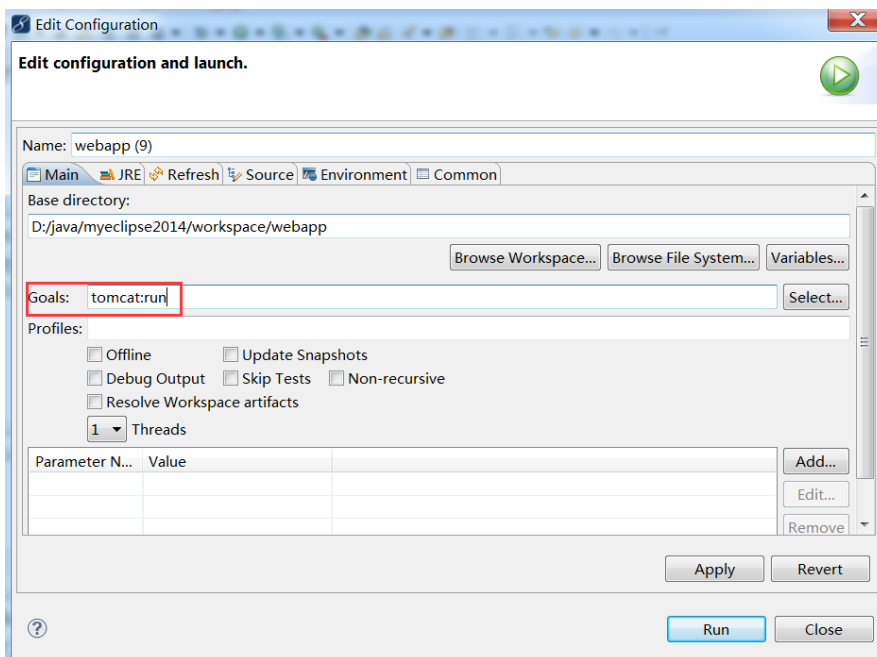 Edit Configuration
X
Edit configuration and launch.
Name: webapp (9)
Main JRE Refresh Source Environment Common
Base directory:
D:/java/myeclipse2014/workspace/webapp
Browse Workspace... Browse File System... Variables...
Goals: tomcat:run Select...
Profiles:
Offline Update Snapshots
Debug Output Skip Tests Non-recursive
Resolve Workspace artifacts
1 Threads
Parameter N... Value Add...
Edit...
Remove
Apply Revert
? Run Close